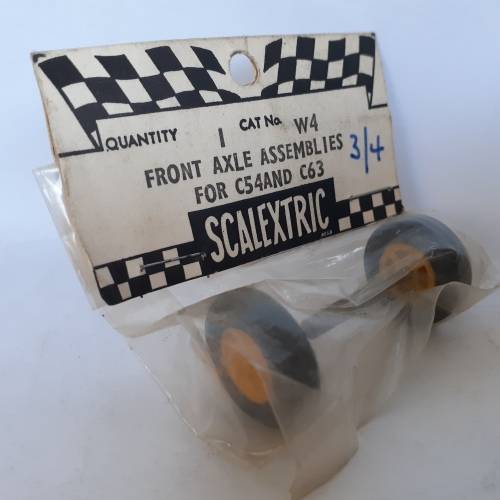 QUANTITY 1 CAT No. W4
FRONT AXLE ASSEMBLIES 3/4
FOR C54AND C63
SCALEXTRIC